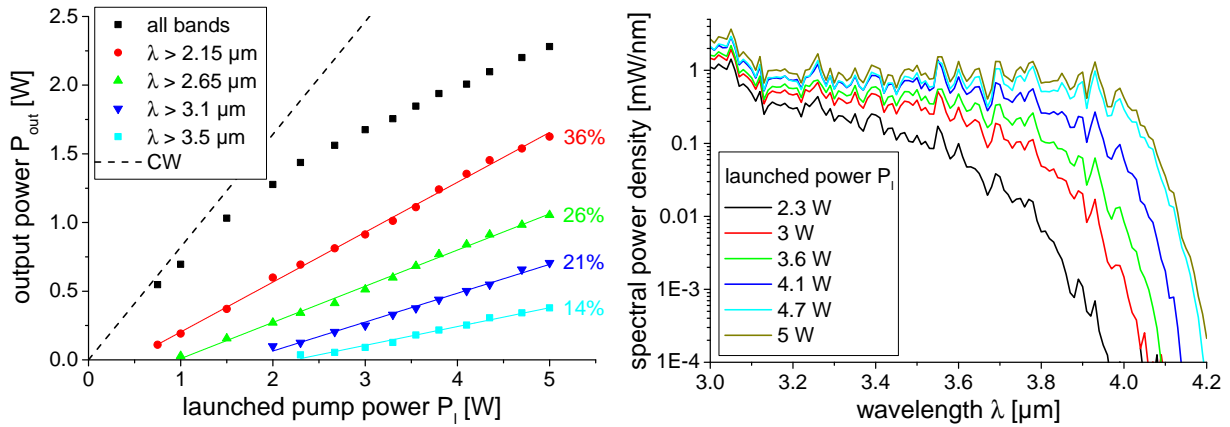 output power P_out [W]
2.5
2.0
1.5
1.0
0.5
0.0
all bands
λ > 2.15 µm
λ > 2.65 µm
λ > 3.1 µm
λ > 3.5 µm
CW
36%
26%
21%
14%
0 1 2 3 4 5
launched pump power P_l [W]
spectral power density [mW/nm]
1
0.1
0.01
1E-3
1E-4
launched power P_l
2.3 W
3 W
3.6 W
4.1 W
4.7 W
5 W
3.0 3.2 3.4 3.6 3.8 4.0 4.2
wavelength λ [µm]